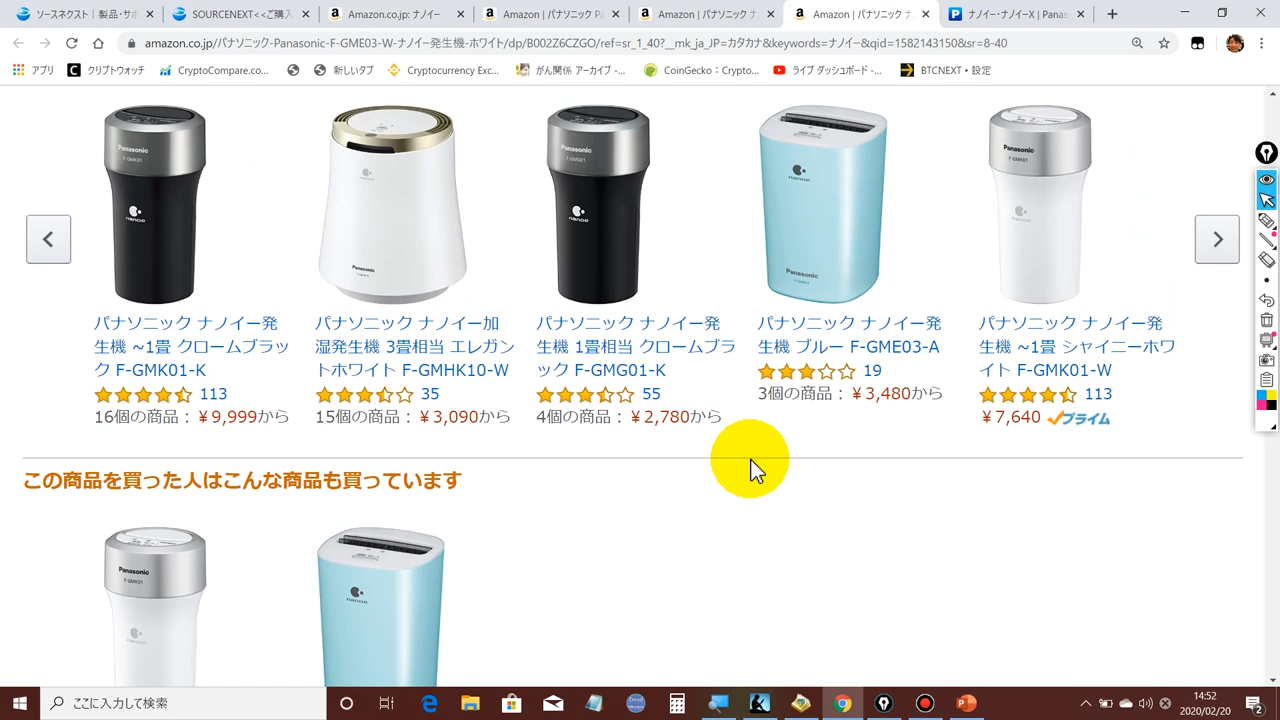 ソースネクスト | 製品・サポ
SOURCENEXT<<ご購入
Amazon.co.jp: ナノイー
Amazon | パナソニック Pa
Amazon | パナソニック ナ
Amazon | パナソニック ナノ
ナノイー・ナノイーX | Panas
amazon.co.jp/パナソニック-Panasonic-F-GME03-W-ナノイー発生機-ホワイト/dp/B002Z6CZGO/ref=sr_1_40?__mk_ja_JP=カタカナ&keywords=ナノイー&qid=1582143150&sr=8-40
アプリ
クリプトウォッチ
CryptoCompare.co...
新しいタブ
Cryptocurrency Exc...
がん関係 アーカイブ - ...
CoinGecko：Crypto...
ライブ ダッシュボード - ...
BTCNEXT • 設定
Panasonic
F-GMK01
nanoe
Panasonic
Panasonic
F-GMG01
nanoe
nanoe
Panasonic
Panasonic
F-GMK01
nanoe
パナソニック ナノイー発
生機 ~1畳 クロームブラッ
ク F-GMK01-K
113
16個の商品：￥9,999から
パナソニック ナノイー加
湿発生機 3畳相当 エレガン
トホワイト F-GMHK10-W
35
15個の商品：￥3,090から
パナソニック ナノイー発
生機 1畳相当 クロームブラ
ック F-GMG01-K
55
4個の商品：￥2,780から
パナソニック ナノイー発
生機 ブルー F-GME03-A
19
3個の商品：￥3,480から
パナソニック ナノイー発
生機 ~1畳 シャイニーホワ
イト F-GMK01-W
113
￥7,640 プライム
この商品を買った人はこんな商品も買っています
Panasonic
F-GMK01
nanoe
nanoe
ここに入力して検索
14:52
2020/02/20
2